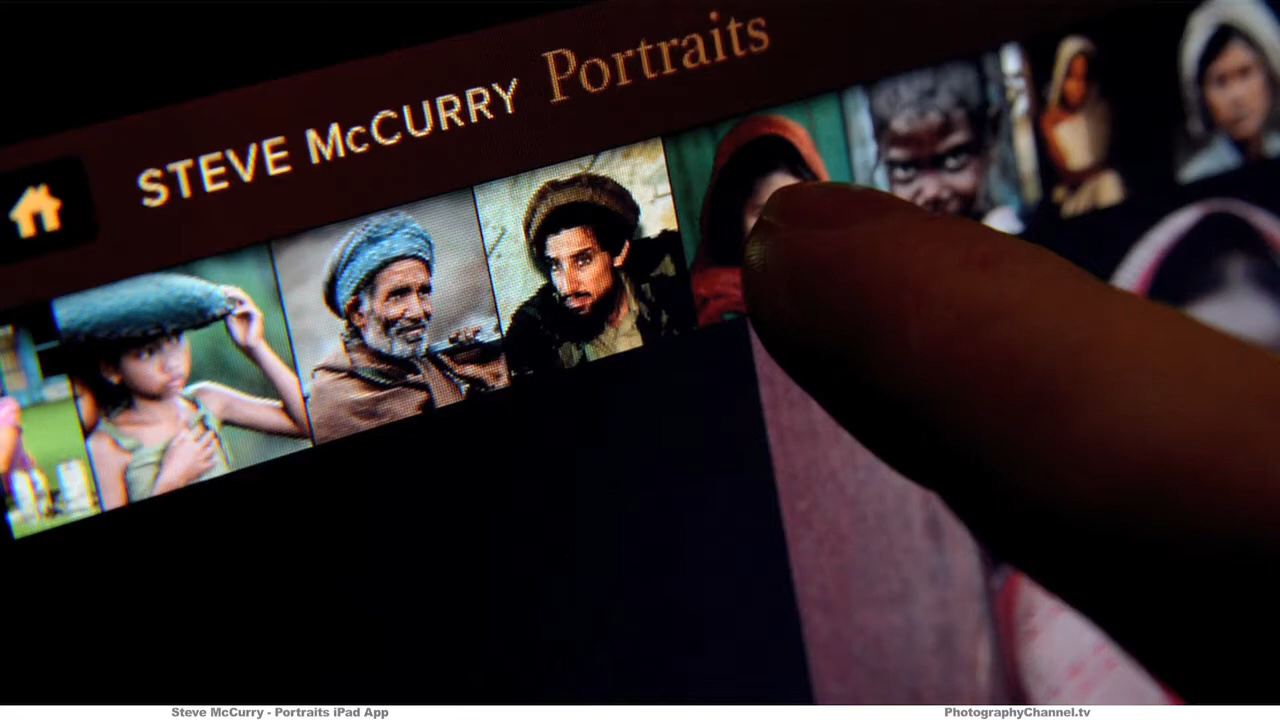 STEVE McCURRY Portraits
Steve McCurry - Portraits iPad App
PhotographyChannel.tv